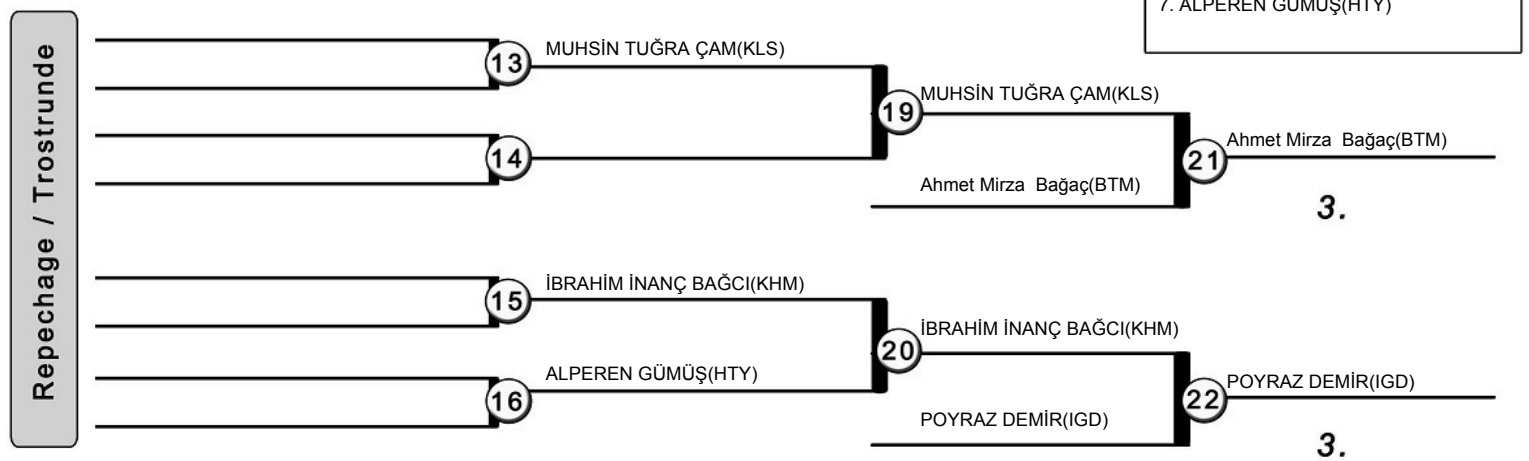 7. ALPEREN GÜMÜŞ(HTY)
Repechage / Trostrunde
13
MUHSİN TUĞRA ÇAM(KLS)
19
MUHSİN TUĞRA ÇAM(KLS)
14
21
Ahmet Mirza Bağaç(BTM)
Ahmet Mirza Bağaç(BTM)
3.
15
İBRAHİM İNANÇ BAĞCI(KHM)
20
İBRAHİM İNANÇ BAĞCI(KHM)
16
ALPEREN GÜMÜŞ(HTY)
22
POYRAZ DEMİR(IGD)
POYRAZ DEMİR(IGD)
3.